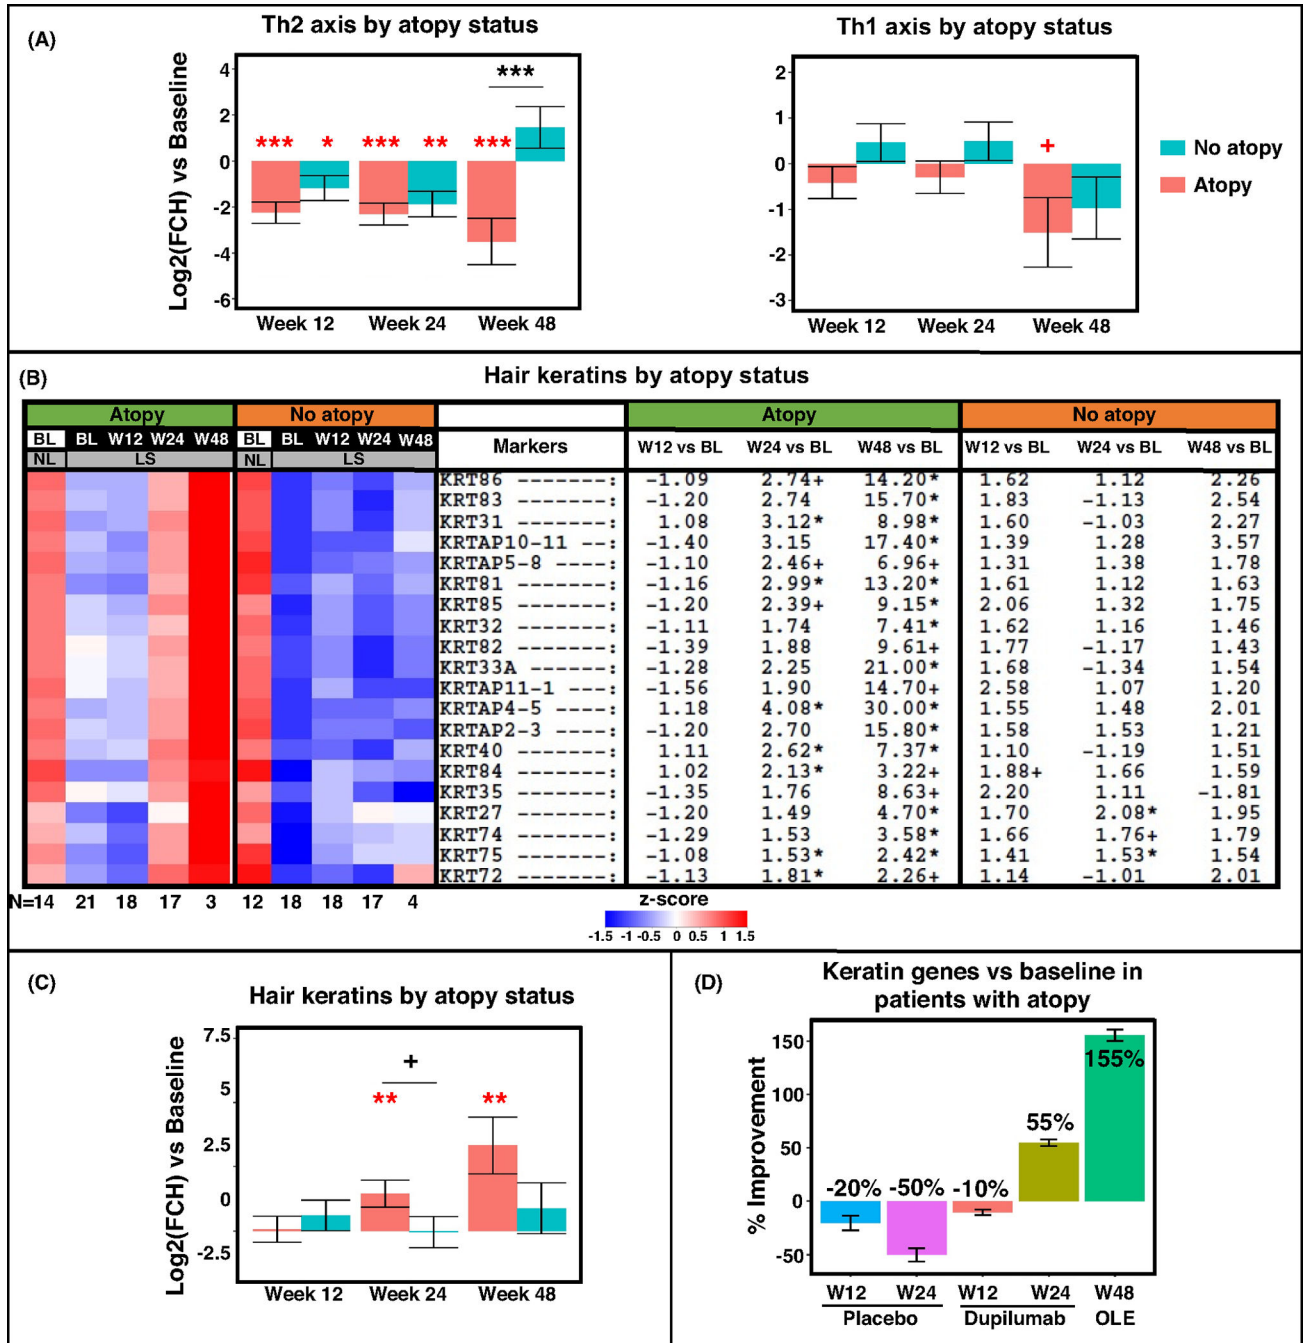 (A)
Th2 axis by atopy status
Th1 axis by atopy status
Log2(FCH) vs Baseline
4
2
0
-2
-4
-6
*** * *** ** *** ***
Week 12 Week 24 Week 48
2
1
0
-1
-2
-3
+
Week 12 Week 24 Week 48
No atopy
Atopy
(B)
Hair keratins by atopy status
Atopy No atopy Atopy No atopy
BL BL W12 W24 W48 BL BL W12 W24 W48 Markers W12 vs BL W24 vs BL W48 vs BL W12 vs BL W24 vs BL W48 vs BL
NL LS NL LS
KRT86 -------: -1.09 2.74+ 14.20* 1.62 1.12 2.26
KRT83 -------: -1.20 2.74 15.70* 1.83 -1.13 2.54
KRT31 -------: 1.08 3.12* 8.98* 1.60 -1.03 2.27
KRTAP10-11 --: -1.40 3.15 17.40* 1.39 1.28 3.57
KRTAP5-8 ----: -1.10 2.46+ 6.96+ 1.31 1.38 1.78
KRT81 -------: -1.16 2.99* 13.20* 1.61 1.12 1.63
KRT85 -------: -1.20 2.39+ 9.15* 2.06 1.32 1.75
KRT32 -------: -1.11 1.74 7.41* 1.62 1.16 1.46
KRT82 -------: -1.39 1.88 9.61+ 1.77 -1.17 1.43
KRT33A ------: -1.28 2.25 21.00* 1.68 -1.34 1.54
KRTAP11-1 ---: -1.56 1.90 14.70+ 2.58 1.07 1.20
KRTAP4-5 ----: 1.18 4.08* 30.00* 1.55 1.48 2.01
KRTAP2-3 ----: -1.20 2.70 15.80* 1.58 1.53 1.21
KRT40 -------: 1.11 2.62* 7.37* 1.10 -1.19 1.51
KRT84 -------: 1.02 2.13* 3.22+ 1.88+ 1.66 1.59
KRT35 -------: -1.35 1.76 8.63+ 2.20 1.11 -1.81
KRT27 -------: -1.20 1.49 4.70* 1.70 2.08* 1.95
KRT74 -------: -1.29 1.53 3.58* 1.66 1.76+ 1.79
KRT75 -------: -1.08 1.53* 2.42* 1.41 1.53* 1.54
KRT72 -------: -1.13 1.81* 2.26+ 1.14 -1.01 2.01
N=14 21 18 17 3 12 18 18 17 4
z-score
-1.5 -1 -0.5 0 0.5 1 1.5
(C)
Hair keratins by atopy status
Log2(FCH) vs Baseline
7.5
5
2.5
0
-2.5
** + **
Week 12 Week 24 Week 48
(D)
Keratin genes vs baseline in
patients with atopy
% Improvement
150
100
50
0
-50
-20% -50% -10% 55% 155%
W12 W24 W12 W24 W48
Placebo Dupilumab OLE